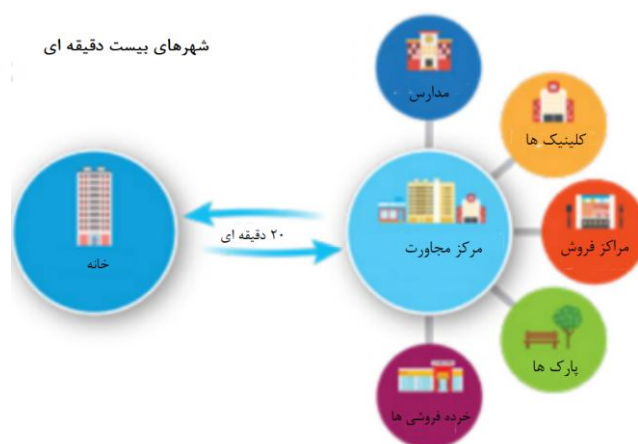 شهرهای بیست دقیقه ای
مدارس
کلینیک ها
مراکز فروش
پارک ها
خرده فروشی ها
مرکز مجاورت
۲۰ دقیقه ای
خانه